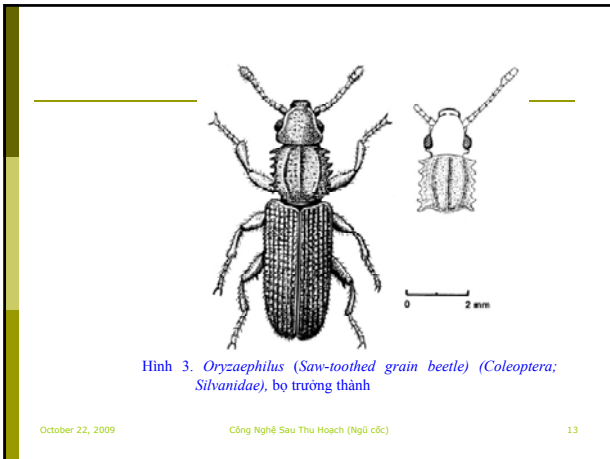 0 2 mm
Hình 3. Oryzaephilus (Saw-toothed grain beetle) (Coleoptera;
Silvanidae), bọ trưởng thành
October 22, 2009 Công Nghệ Sau Thu Hoạch (Ngũ cốc) 13